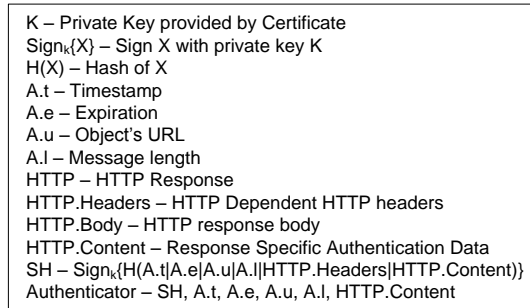 K – Private Key provided by Certificate
Signₖ{X} – Sign X with private key K
H(X) – Hash of X
A.t – Timestamp
A.e – Expiration
A.u – Object's URL
A.l – Message length
HTTP – HTTP Response
HTTP.Headers – HTTP Dependent HTTP headers
HTTP.Body – HTTP response body
HTTP.Content – Response Specific Authentication Data
SH – Signₖ{H(A.t|A.e|A.u|A.l|HTTP.Headers|HTTP.Content)}
Authenticator – SH, A.t, A.e, A.u, A.l, HTTP.Content